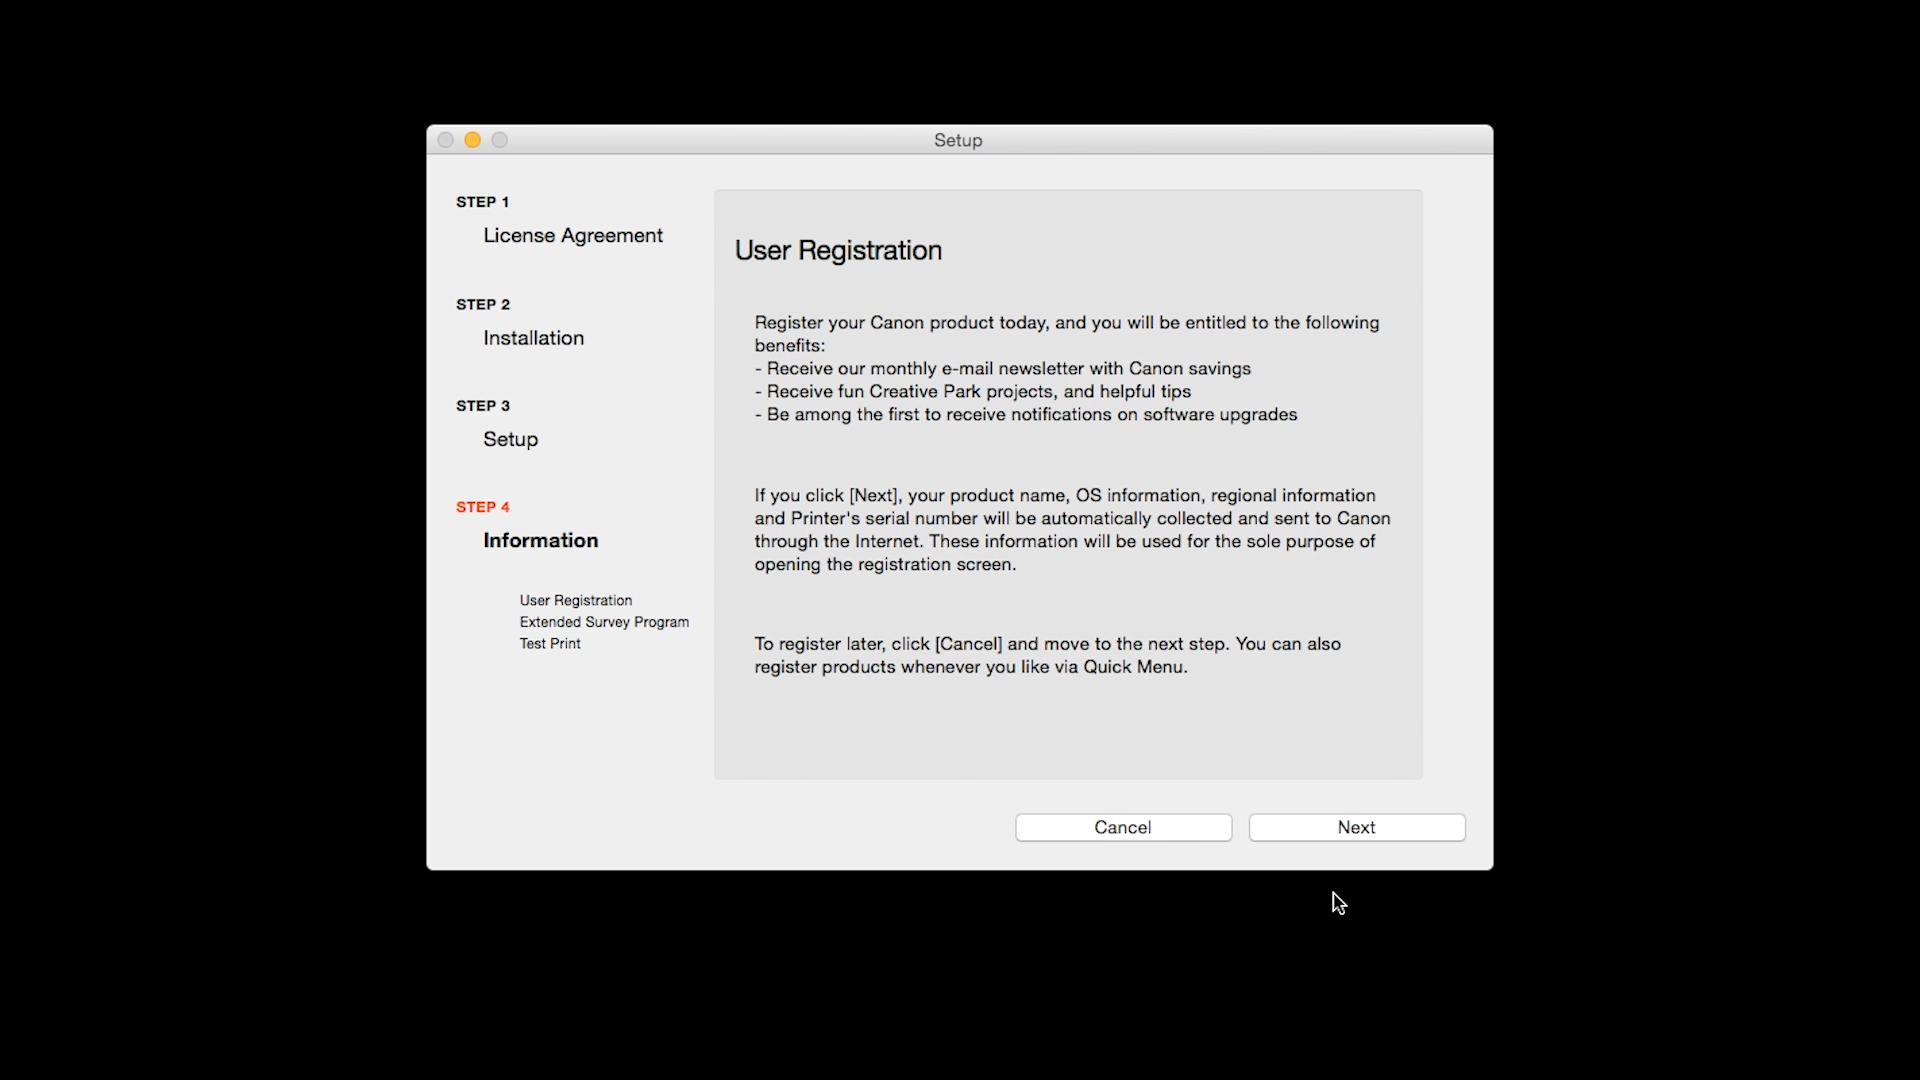 Setup
STEP 1
License Agreement
STEP 2
Installation
STEP 3
Setup
STEP 4
Information
User Registration
Extended Survey Program
Test Print
User Registration
Register your Canon product today, and you will be entitled to the following
benefits:
- Receive our monthly e-mail newsletter with Canon savings
- Receive fun Creative Park projects, and helpful tips
- Be among the first to receive notifications on software upgrades
If you click [Next], your product name, OS information, regional information
and Printer's serial number will be automatically collected and sent to Canon
through the Internet. These information will be used for the sole purpose of
opening the registration screen.
To register later, click [Cancel] and move to the next step. You can also
register products whenever you like via Quick Menu.
Cancel
Next